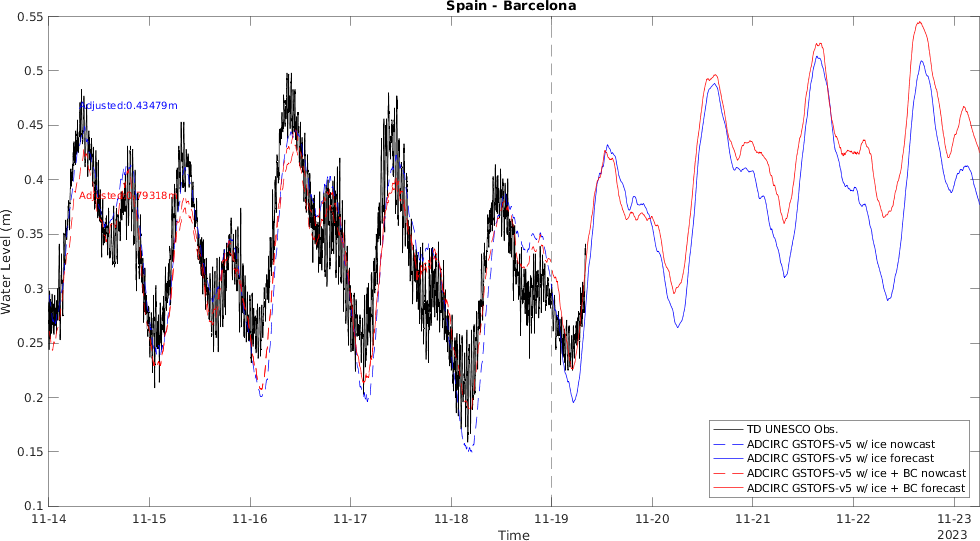 Spain - Barcelona
0.55
0.5
0.45
0.4
0.35
0.3
0.25
0.2
0.15
0.1
Water Level (m)
Adjusted:0.43479m
TD UNESCO Obs.
ADCIRC GSTOFS-v5 w/ ice nowcast
ADCIRC GSTOFS-v5 w/ ice forecast
ADCIRC GSTOFS-v5 w/ ice + BC nowcast
ADCIRC GSTOFS-v5 w/ ice + BC forecast
11-14 11-15 11-16 11-17 11-18 11-19 11-20 11-21 11-22 11-23
Time
2023